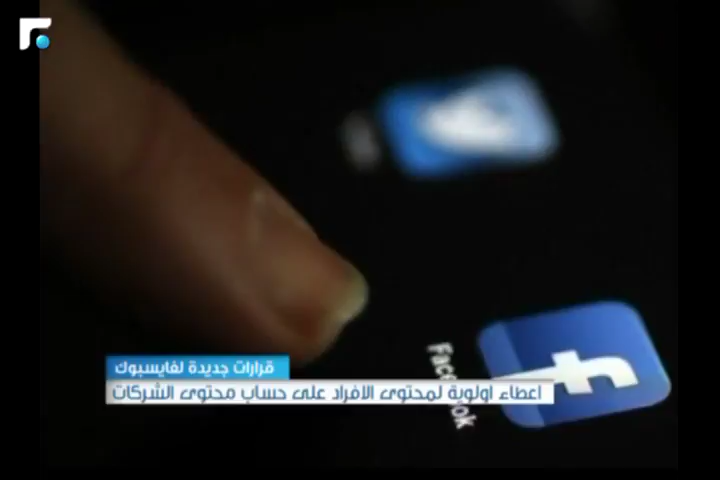 قرارات جديدة لفايسبوك
اعطاء اولوية لمحتوى الافراد على حساب محتوى الشركات
Facebook